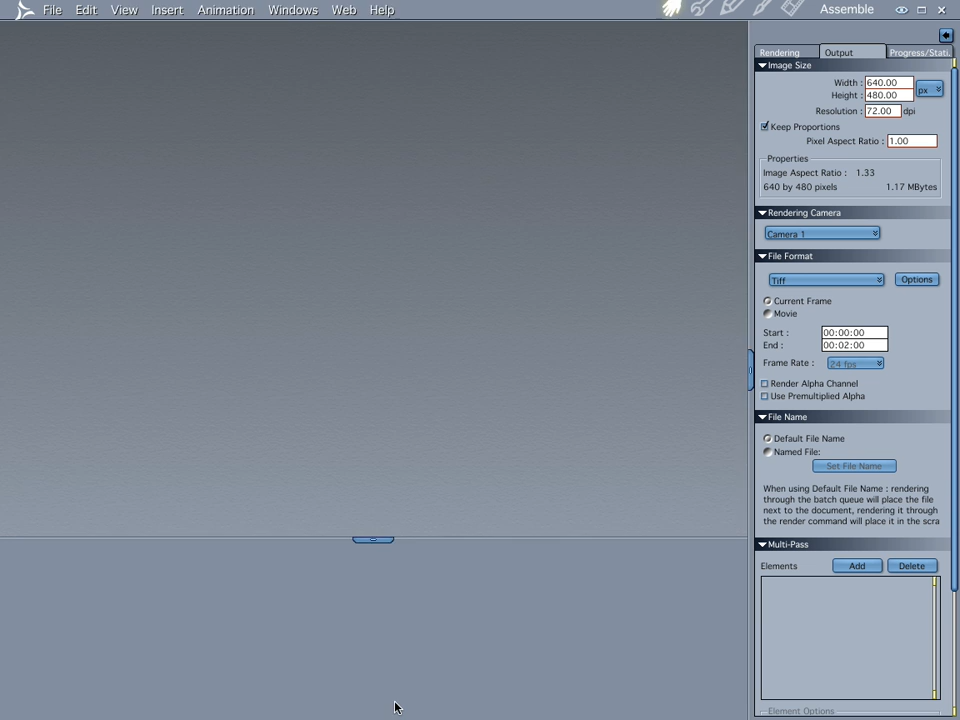 File Edit View Insert Animation Windows Web Help Assemble
Rendering Output Progress/Stati.
Image Size
Width : 640.00 px
Height : 480.00
Resolution : 72.00 dpi
Keep Proportions
Pixel Aspect Ratio : 1.00
Properties
Image Aspect Ratio : 1.33
640 by 480 pixels 1.17 MBytes
Rendering Camera
Camera 1
File Format
Tiff Options
Current Frame
Movie
Start : 00:00:00
End : 00:02:00
Frame Rate : 24 fps
Render Alpha Channel
Use Premultiplied Alpha
File Name
Default File Name
Named File:
Set File Name
When using Default File Name : rendering
through the batch queue will place the file
next to the document, rendering it through
the render command will place it in the scra
Multi-Pass
Elements Add Delete
Element Options